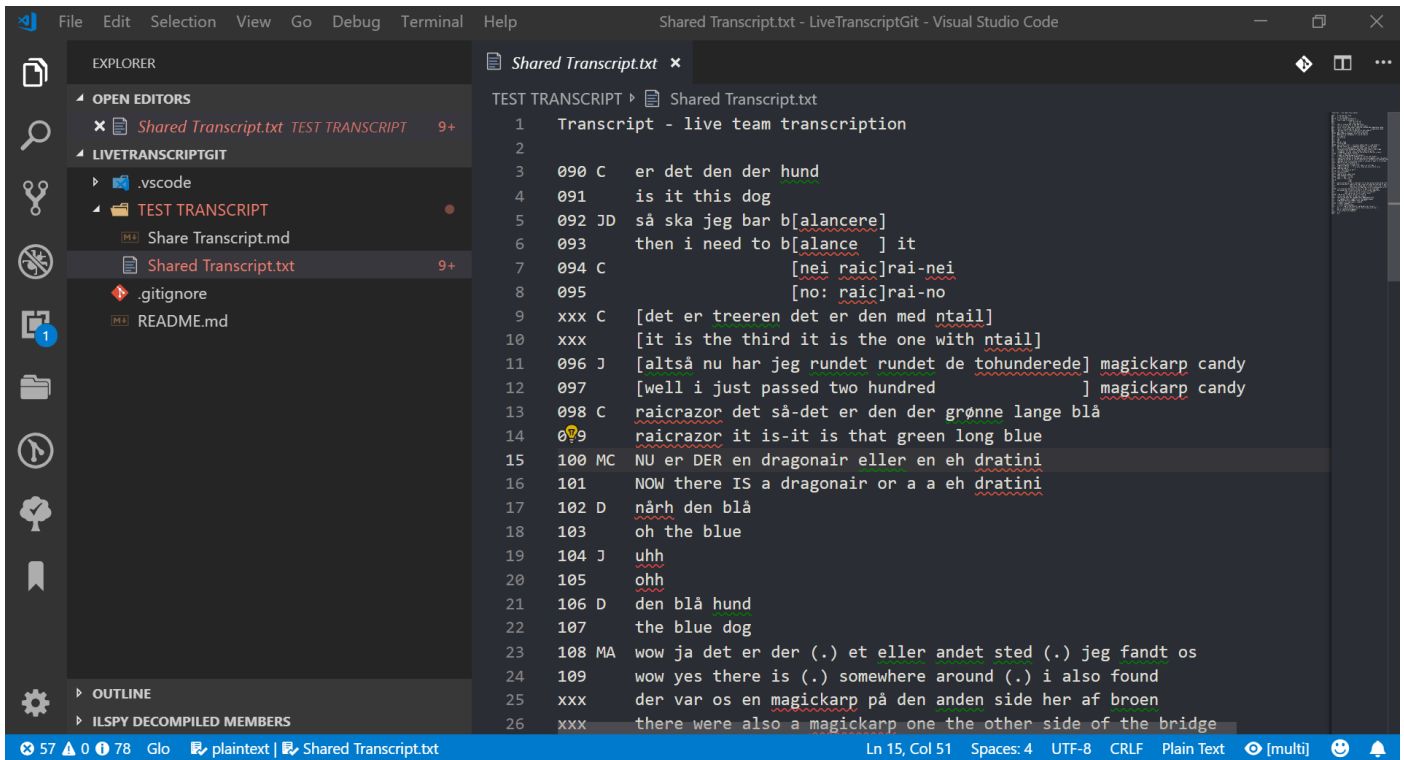 File Edit Selection View Go Debug Terminal Help Shared Transcript.txt - LiveTranscriptGit - Visual Studio Code
EXPLORER
OPEN EDITORS
Shared Transcript.txt TEST TRANSCRIPT 9+
LIVETRANSCRIPTGIT
.vscode
TEST TRANSCRIPT
Share Transcript.md
Shared Transcript.txt 9+
.gitignore
README.md
OUTLINE
ILSPY DECOMPILED MEMBERS
1
Shared Transcript.txt
TEST TRANSCRIPT Shared Transcript.txt
1 Transcript - live team transcription
2
3 090 C er det den der hund
4 091 is it this dog
5 092 JD så ska jeg bar b[alancere]
6 093 then i need to b[alance ] it
7 094 C [nei raic]rai-nei
8 095 [no: raic]rai-no
9 xxx C [det er treeren det er den med ntail]
10 xxx [it is the third it is the one with ntail]
11 096 J [altså nu har jeg rundet rundet de tohunderede] magickarp candy
12 097 [well i just passed two hundred ] magickarp candy
13 098 C raicrazor det så-det er den der grønne lange blå
14 099 raicrazor it is-it is that green long blue
15 100 MC NU er DER en dragonair eller en eh dratini
16 101 NOW there IS a dragonair or a a eh dratini
17 102 D nårh den blå
18 103 oh the blue
19 104 J uhh
20 105 ohh
21 106 D den blå hund
22 107 the blue dog
23 108 MA wow ja det er der (.) et eller andet sted (.) jeg fandt os
24 109 wow yes there is (.) somewhere around (.) i also found
25 xxx der var os en magickarp på den anden side her af broen
26 xxx there were also a magickarp one the other side of the bridge
57 0 78 Glo plaintext | Shared Transcript.txt Ln 15, Col 51 Spaces: 4 UTF-8 CRLF Plain Text [multi]